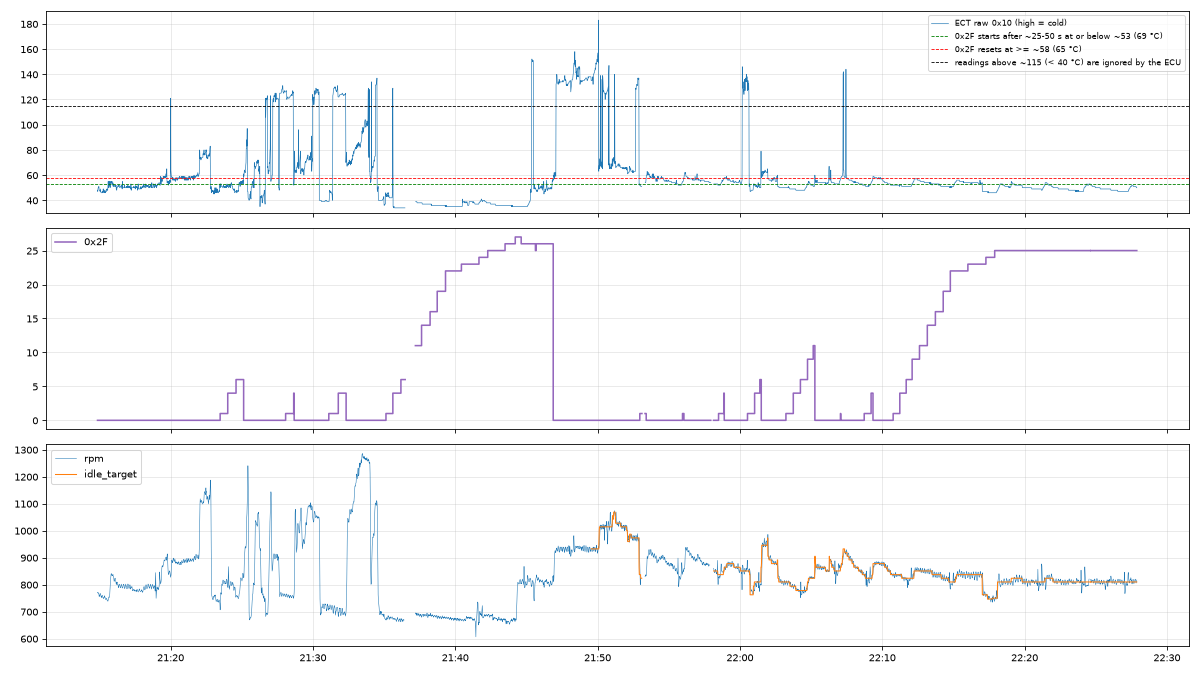 180
160
140
120
100
80
60
40
ECT raw 0x10 (high = cold)
0x2F starts after ~25-50 s at or below ~53 (69 °C)
0x2F resets at >= ~58 (65 °C)
readings above ~115 (< 40 °C) are ignored by the ECU
25
20
15
10
5
0
0x2F
1300
1200
1100
1000
900
800
700
600
rpm
idle_target
21:20 21:30 21:40 21:50 22:00 22:10 22:20 22:30